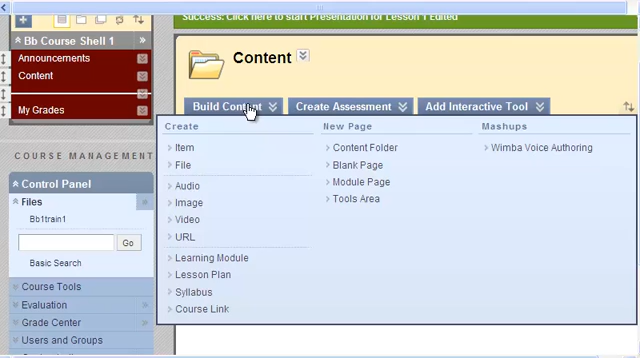 Success: Click here to start Presentation for Lesson 1 Edited
Bb Course Shell 1
Announcements
Content
My Grades
COURSE MANAGEMENT
Control Panel
Files
Bb1train1
Go
Basic Search
Course Tools
Evaluation
Grade Center
Users and Groups
Content
Build Content
Create Assessment
Add Interactive Tool
Create
Item
File
Audio
Image
Video
URL
Learning Module
Lesson Plan
Syllabus
Course Link
New Page
Content Folder
Blank Page
Module Page
Tools Area
Mashups
Wimba Voice Authoring